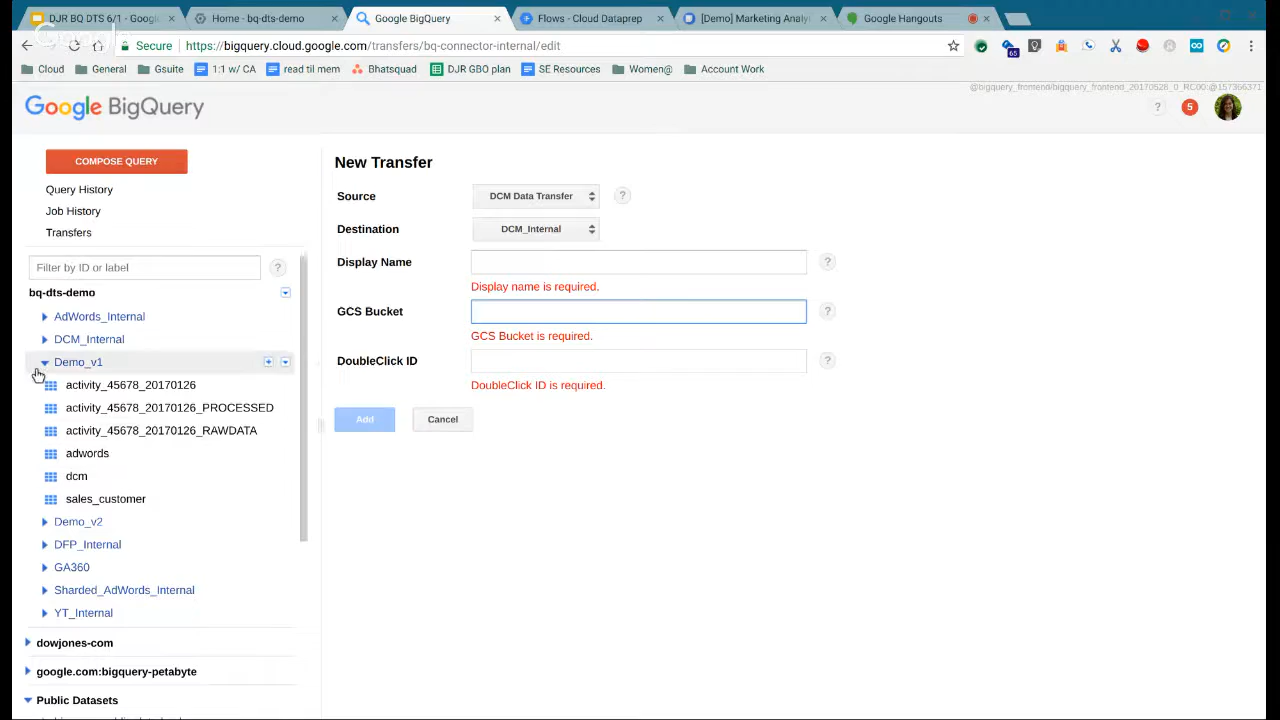 DJR BQ DTS 6/1 - Googl
Home - bq-dts-demo
Google BigQuery
Flows - Cloud Dataprep
[Demo] Marketing Analy
Google Hangouts
Google
Secure
https://bigquery.cloud.google.com/transfers/bq-connector-internal/edit
65
Cloud
General
Gsuite
1:1 w/ CA
read til mem
Bhatsquad
DJR GBO plan
SE Resources
Women@
Account Work
@bigquery_frontend/bigquery_frontend_20170528_0_RC00:@157366371
Google BigQuery
?
5
COMPOSE QUERY
Query History
Job History
Transfers
Filter by ID or label
?
bq-dts-demo
AdWords_Internal
DCM_Internal
Demo_v1
activity_45678_20170126
activity_45678_20170126_PROCESSED
activity_45678_20170126_RAWDATA
adwords
dcm
sales_customer
Demo_v2
DFP_Internal
GA360
Sharded_AdWords_Internal
YT_Internal
dowjones-com
google.com:bigquery-petabyte
Public Datasets
New Transfer
Source
DCM Data Transfer
?
Destination
DCM_Internal
Display Name
?
Display name is required.
GCS Bucket
?
GCS Bucket is required.
DoubleClick ID
?
DoubleClick ID is required.
Add
Cancel